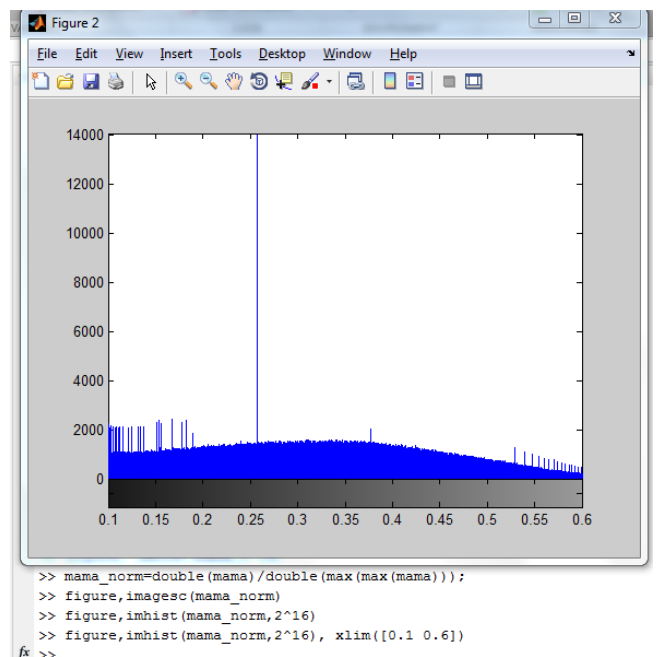 Figure 2
File Edit View Insert Tools Desktop Window Help
14000
12000
10000
8000
6000
4000
2000
0
0.1 0.15 0.2 0.25 0.3 0.35 0.4 0.45 0.5 0.55 0.6
>> mama_norm=double(mama)/double(max(max(mama)));
>> figure,imagesc(mama_norm)
>> figure,imhist(mama_norm,2^16)
>> figure,imhist(mama_norm,2^16), xlim([0.1 0.6])
fx >>